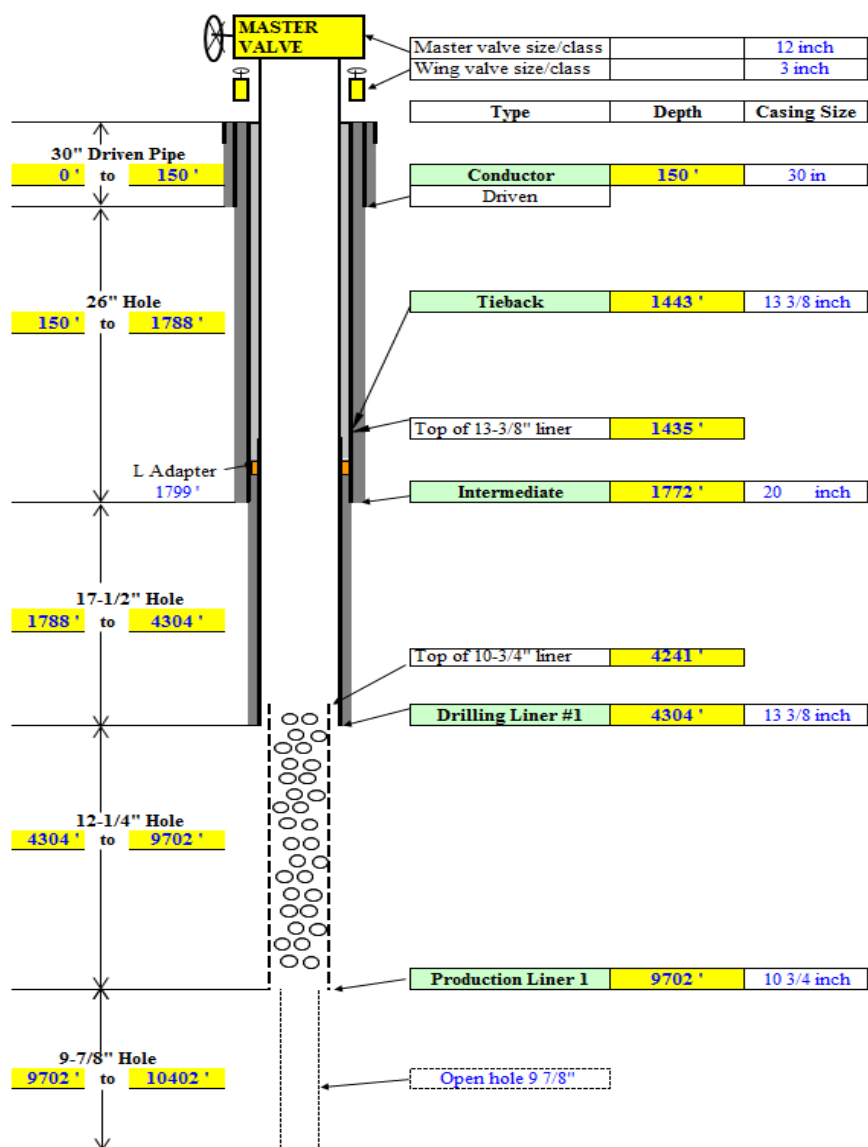 MASTER
VALVE
Master valve size/class 12 inch
Wing valve size/class 3 inch
Type Depth Casing Size
30" Driven Pipe
0 ' to 150 '
Conductor 150 ' 30 in
Driven
26" Hole
150 ' to 1788 '
Tieback 1443 ' 13 3/8 inch
Top of 13-3/8" liner 1435 '
L Adapter
1799 '
Intermediate 1772 ' 20 inch
17-1/2" Hole
1788 ' to 4304 '
Top of 10-3/4" liner 4241 '
Drilling Liner #1 4304 ' 13 3/8 inch
12-1/4" Hole
4304 ' to 9702 '
Production Liner 1 9702 ' 10 3/4 inch
9-7/8" Hole
9702 ' to 10402 '
Open hole 9 7/8"